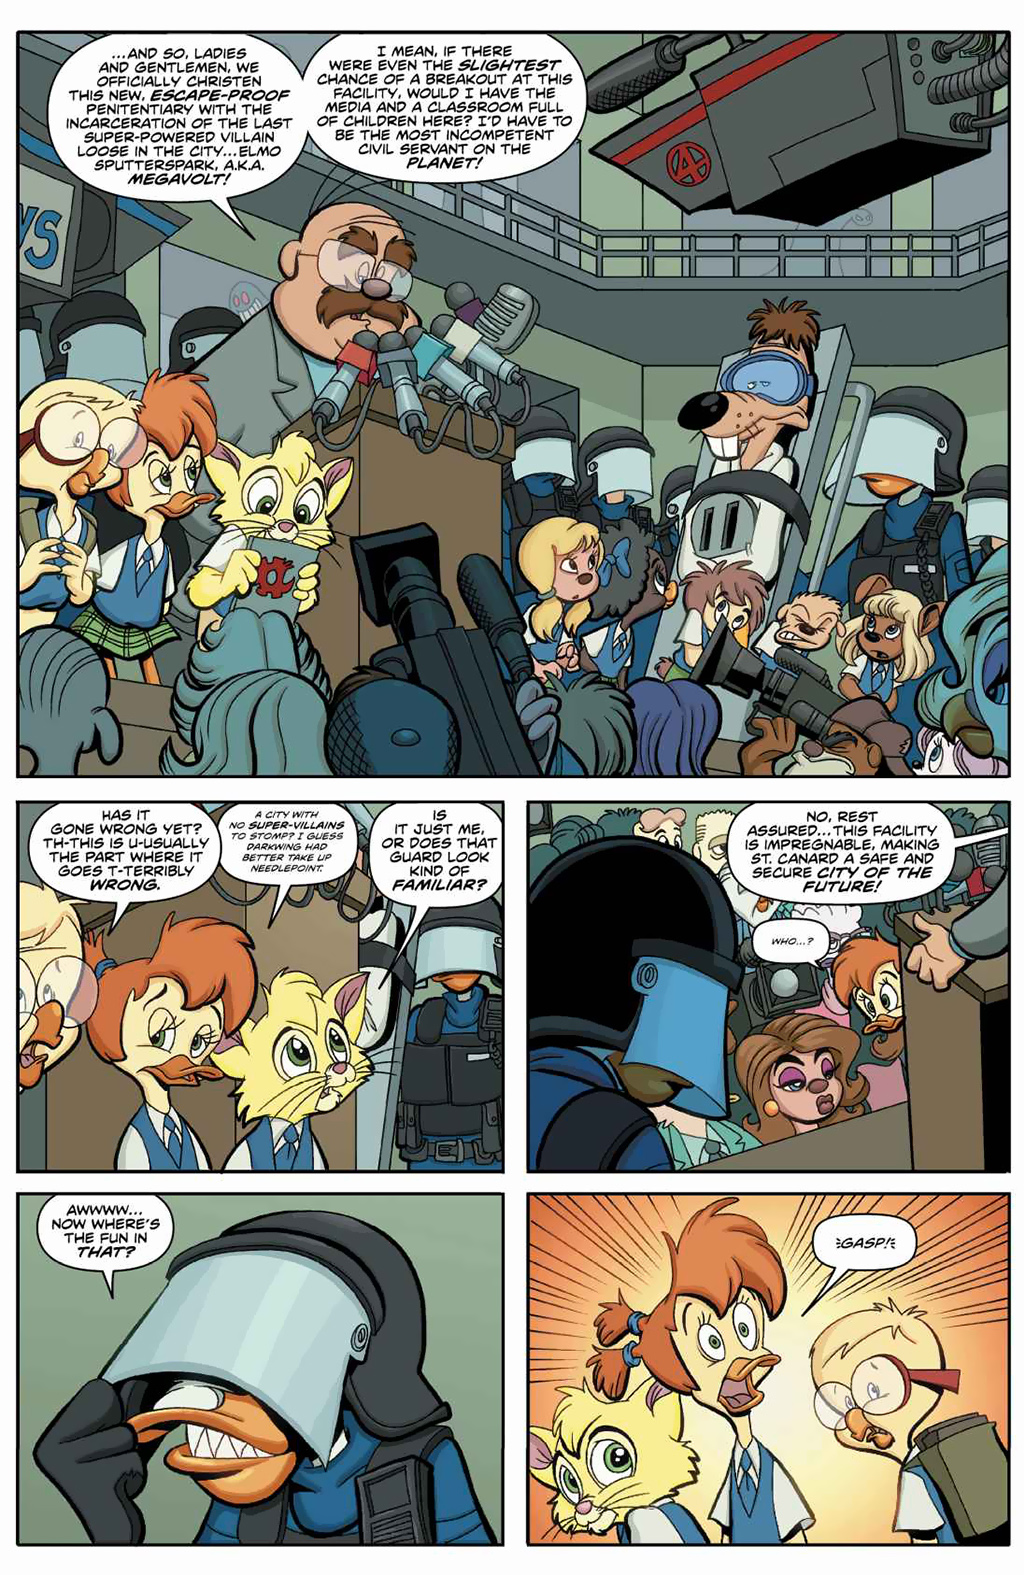 ...AND SO, LADIES
AND GENTLEMEN, WE
OFFICIALLY CHRISTEN
THIS NEW, ESCAPE-PROOF
PENITENTIARY WITH THE
INCARCERATION OF THE LAST
SUPER-POWERED VILLAIN
LOOSE IN THE CITY...ELMO
SPUTTERSPARK, A.K.A.
MEGAVOLT!
I MEAN, IF THERE
WERE EVEN THE SLIGHTEST
CHANCE OF A BREAKOUT AT THIS
FACILITY, WOULD I HAVE THE
MEDIA AND A CLASSROOM FULL
OF CHILDREN HERE? I'D HAVE TO
BE THE MOST INCOMPETENT
CIVIL SERVANT ON THE
PLANET!
4
WS
HAS IT
GONE WRONG YET?
TH-THIS IS U-USUALLY
THE PART WHERE IT
GOES T-TERRIBLY
WRONG.
A CITY WITH
NO SUPER-VILLAINS
TO STOMP? I GUESS
DARKWING HAD
BETTER TAKE UP
NEEDLEPOINT.
IS
IT JUST ME,
OR DOES THAT
GUARD LOOK
KIND OF
FAMILIAR?
NO, REST
ASSURED...THIS FACILITY
IS IMPREGNABLE, MAKING
ST. CANARD A SAFE AND
SECURE CITY OF THE
FUTURE!
WHO...?
AWWWW...
NOW WHERE'S
THE FUN IN
THAT?
GASP!